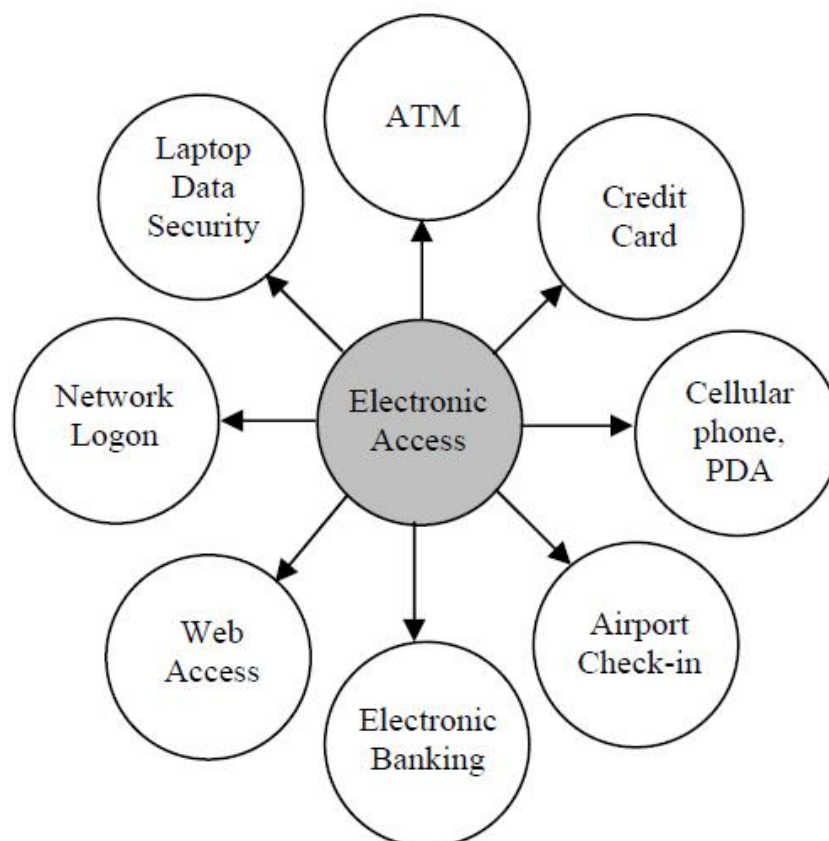 ATM
Laptop
Data
Security
Credit
Card
Network
Logon
Electronic
Access
Cellular
phone,
PDA
Web
Access
Airport
Check-in
Electronic
Banking